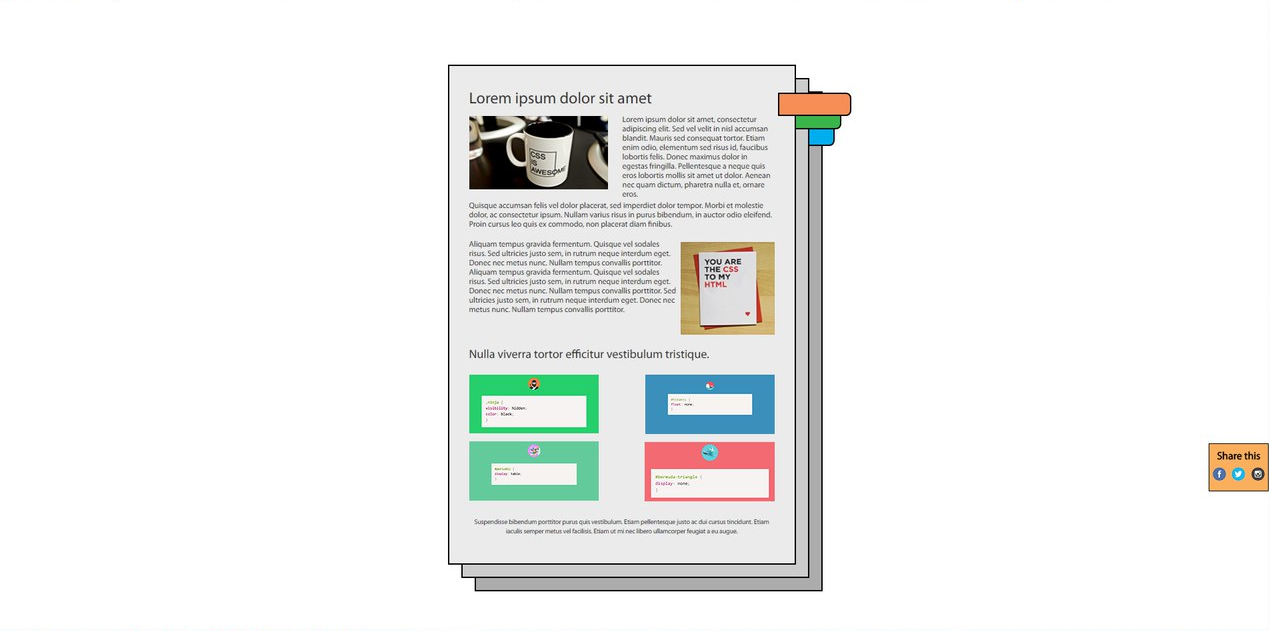 Lorem ipsum dolor sit amet
CSS
IS
AWESOME
Lorem ipsum dolor sit amet, consectetur
adipiscing elit. Sed vel velit in nisl accumsan
blandit. Mauris sed consequat tortor. Etiam
enim odio, elementum sed risus id, faucibus
lobortis felis. Donec maximus dolor in
egestas fringilla. Pellentesque a neque quis
eros lobortis mollis sit amet ut dolor. Aenean
nec quam dictum, pharetra nulla et, ornare
eros.
Quisque accumsan felis vel dolor placerat, sed imperdiet dolor tempor. Morbi et molestie
dolor, ac consectetur ipsum. Nullam varius risus in purus bibendum, in auctor odio eleifend.
Proin cursus leo quis ex commodo, non placerat diam finibus.
Aliquam tempus gravida fermentum. Quisque vel sodales
risus. Sed ultricies justo sem, in rutrum neque interdum eget.
Donec nec metus nunc. Nullam tempus convallis porttitor.
Aliquam tempus gravida fermentum. Quisque vel sodales
risus. Sed ultricies justo sem, in rutrum neque interdum eget.
Donec nec metus nunc. Nullam tempus convallis porttitor. Sed
ultricies justo sem, in rutrum neque interdum eget. Donec nec
metus nunc. Nullam tempus convallis porttitor.
YOU ARE
THE CSS
TO MY
HTML
Nulla viverra tortor efficitur vestibulum tristique.
.ninja {
visibility: hidden;
color: black;
}
float: none;
}
display: table;
}
#bermuda-triangle {
display: none;
}
Suspendisse bibendum porttitor purus quis vestibulum. Etiam pellentesque justo ac dui cursus tincidunt. Etiam
iaculis semper metus vel facilisis. Etiam ut mi nec libero ullamcorper feugiat a eu augue.
Share this